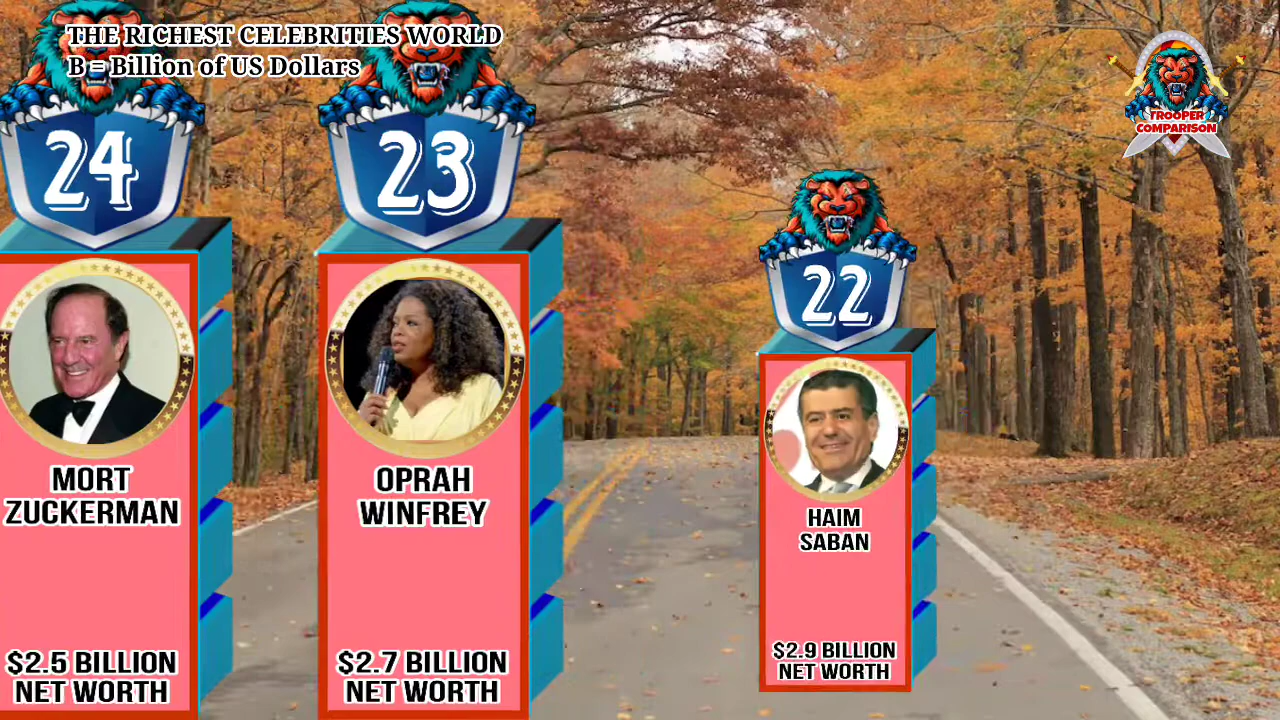 THE RICHEST CELEBRITIES WORLD
B = Billion of US Dollars
TROOPER
COMPARISON
24
MORT
ZUCKERMAN
$2.5 BILLION
NET WORTH
23
OPRAH
WINFREY
$2.7 BILLION
NET WORTH
22
HAIM
SABAN
$2.9 BILLION
NET WORTH